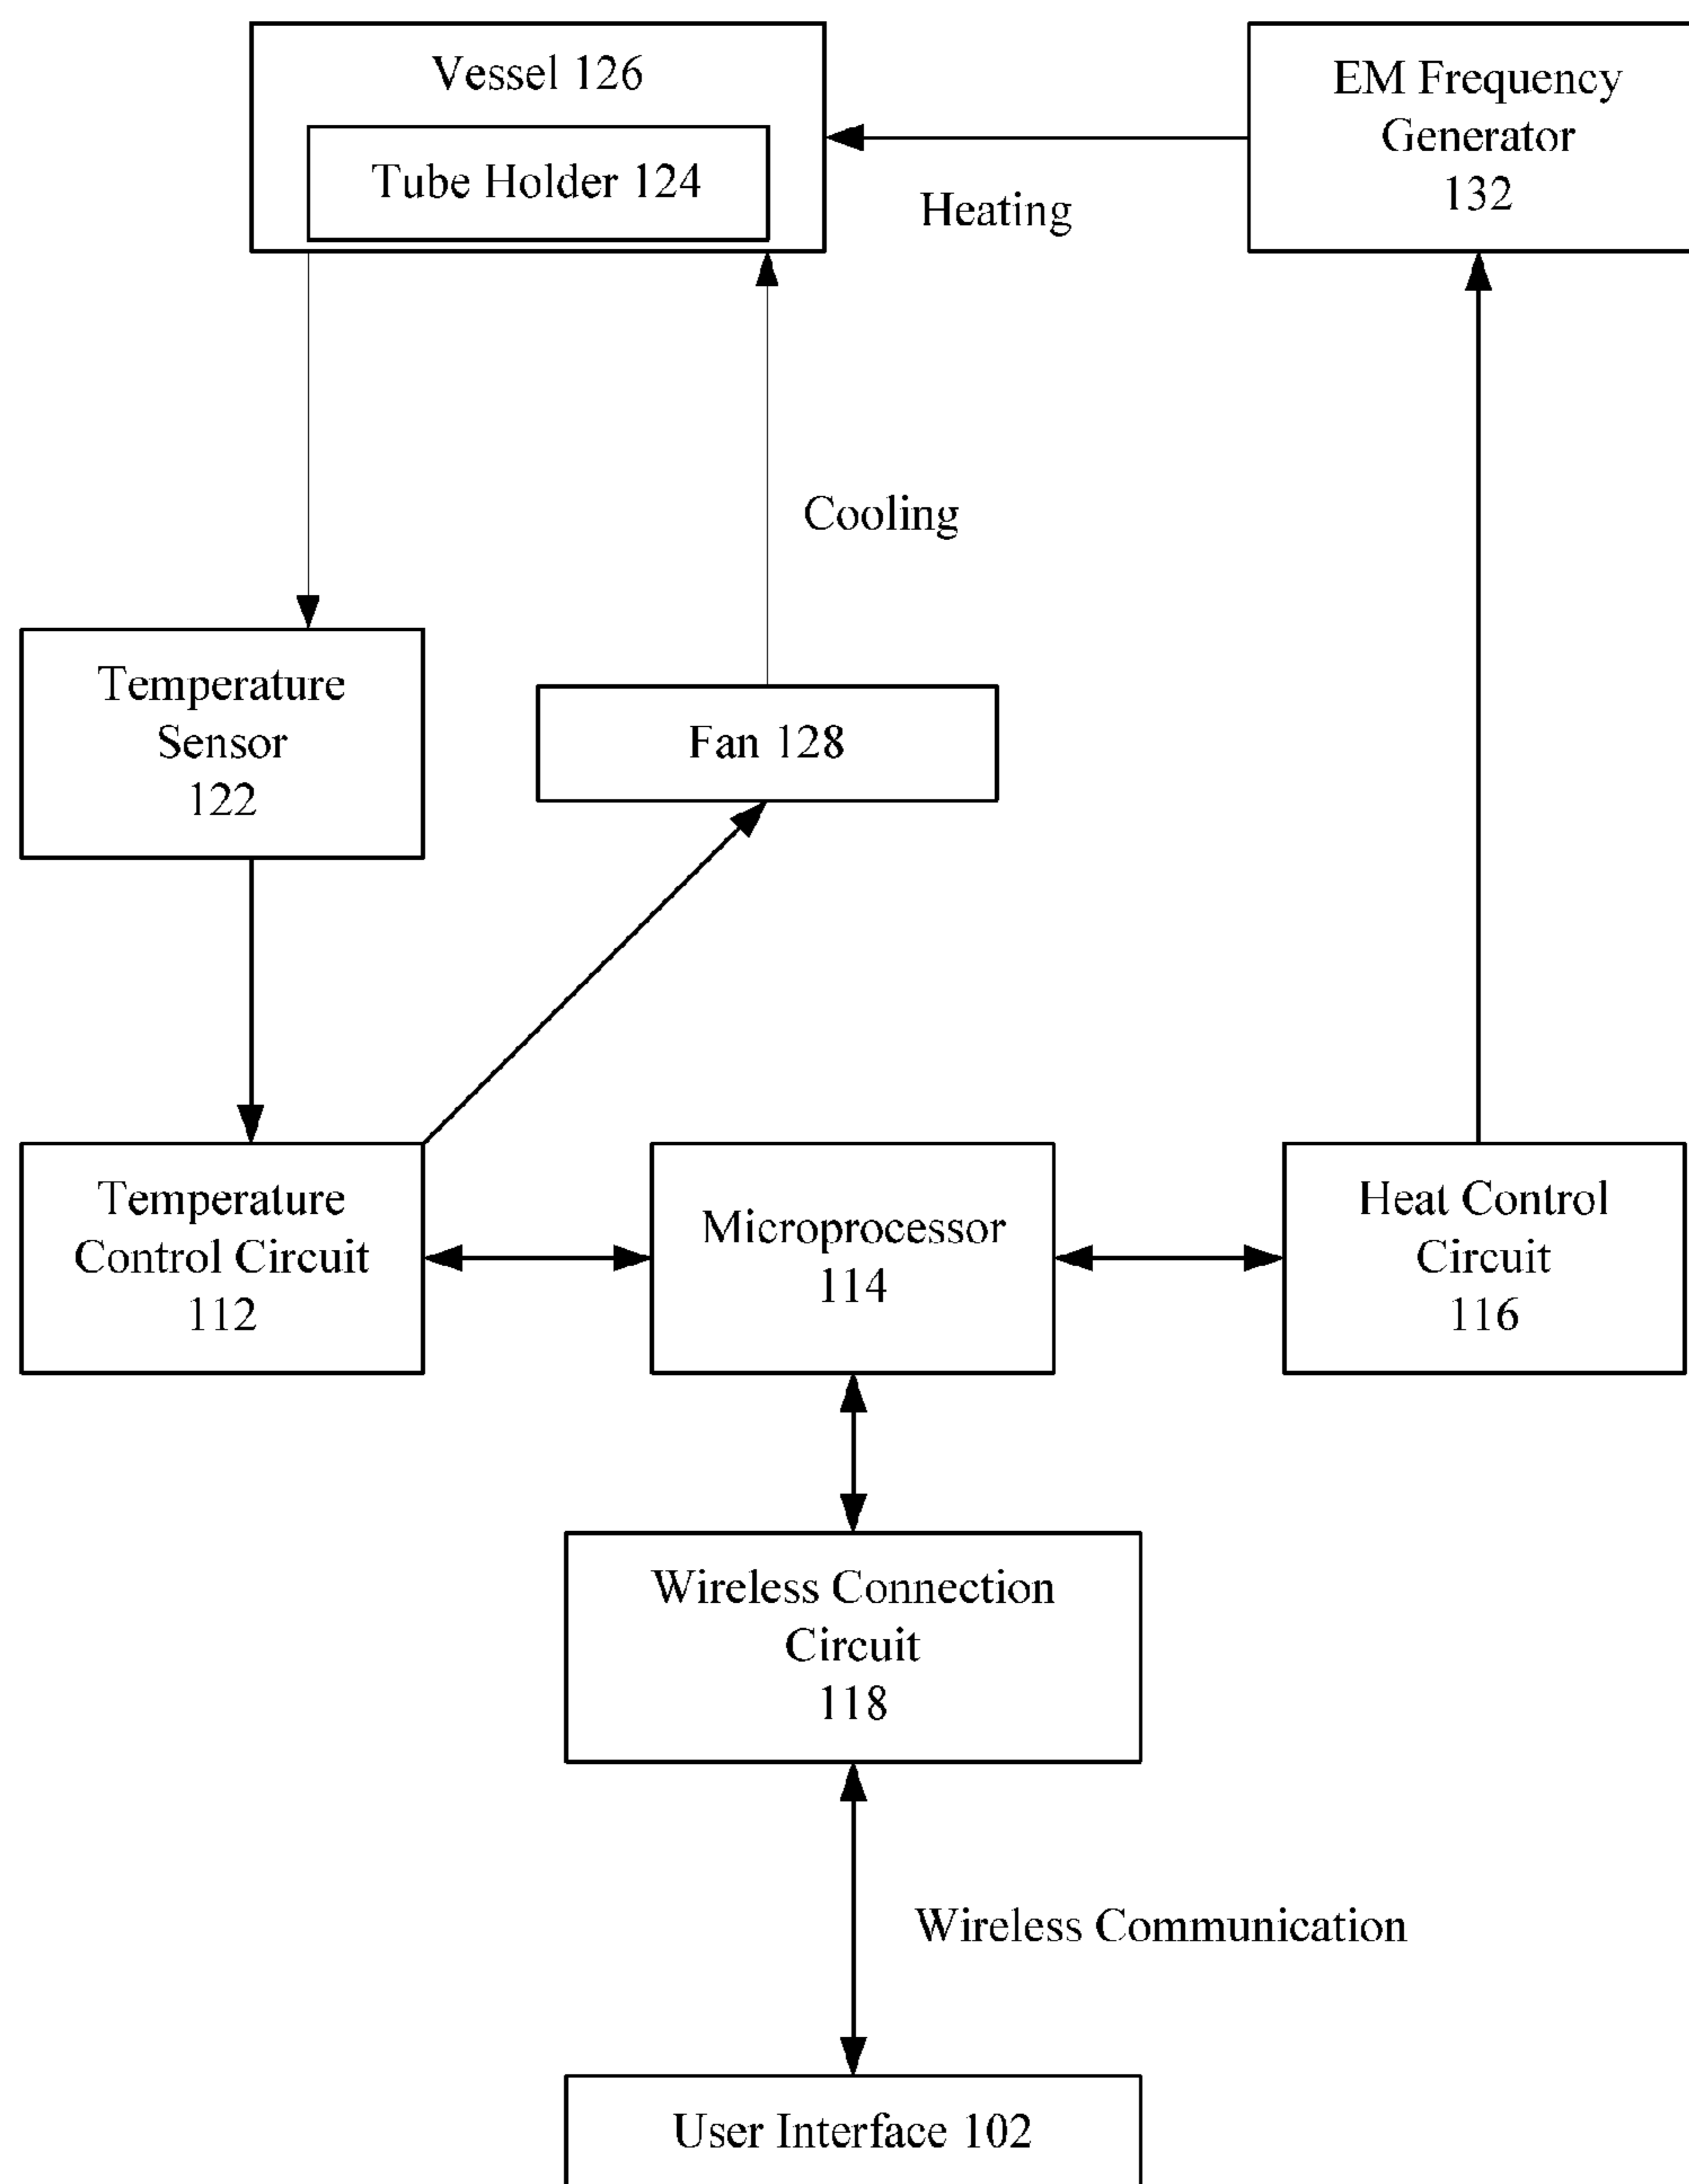 Vessel 126
Tube Holder 124
EM Frequency
Generator
132
Heating
Cooling
Temperature
Sensor
122
Fan 128
Temperature
Control Circuit
112
Microprocessor
114
Heat Control
Circuit
116
Wireless Connection
Circuit
118
Wireless Communication
User Interface 102